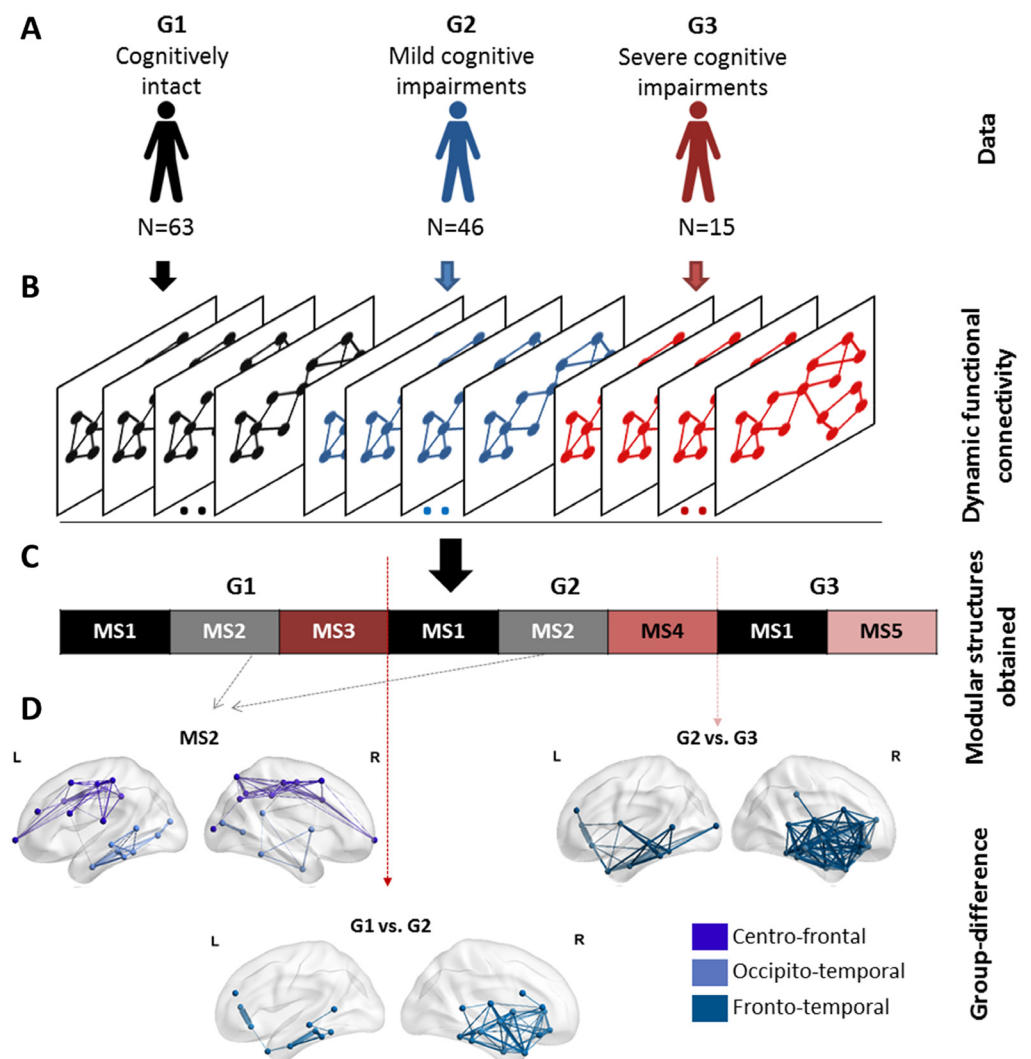 A
G1
Cognitively
intact
N=63
G2
Mild cognitive
impairments
N=46
G3
Severe cognitive
impairments
N=15
Data
B
Dynamic functional
connectivity
C
G1
G2
G3
MS1
MS2
MS3
MS1
MS2
MS4
MS1
MS5
Modular structures
obtained
D
MS2
L
R
G2 vs. G3
L
R
G1 vs. G2
L
R
Centro-frontal
Occipito-temporal
Fronto-temporal
Group-difference